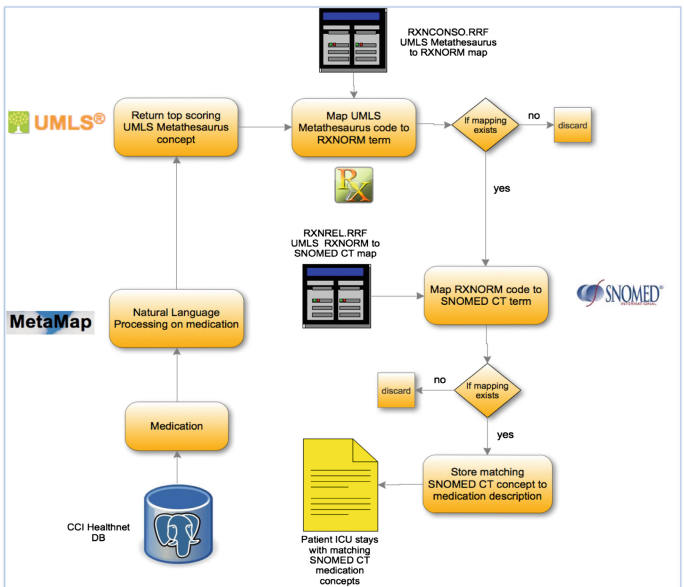 RXNCONSO.RRF
UMLS Metathesaurus
to RXNORM map
UMLS®
Return top scoring
UMLS Metathesaurus
concept
Map UMLS
Metathesaurus code to
RXNORM term
If mapping
exists
no
discard
Rx
yes
RXNREL.RRF
UMLS RXNORM to
SNOMED CT map
MetaMap
Natural Language
Processing on medication
Map RXNORM code to
SNOMED CT term
SNOMED®
INTERNATIONAL
discard
no
If mapping
exists
Medication
yes
Store matching
SNOMED CT concept to
medication description
CCI Healthnet
DB
Patient ICU stays
with matching
SNOMED CT
medication
concepts